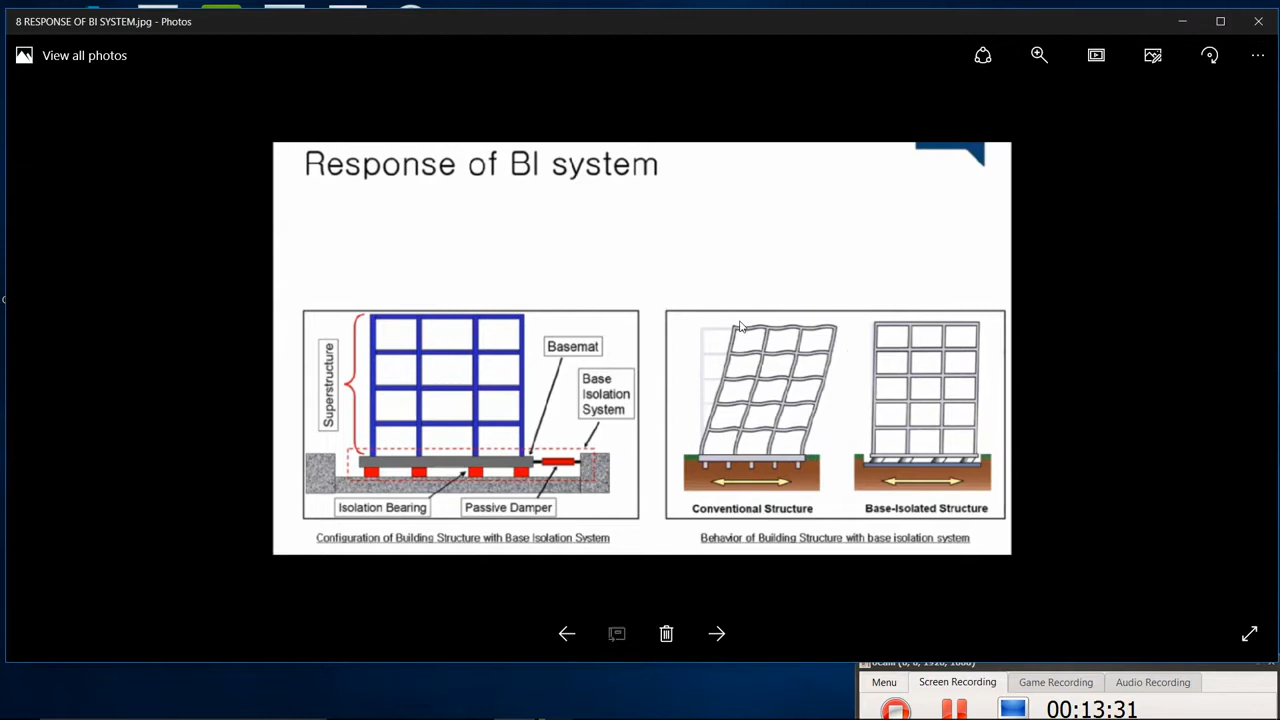 8 RESPONSE OF BI SYSTEM.jpg - Photos
View all photos
Response of BI system
Superstructure
Basemat
Base
Isolation
System
Isolation Bearing
Passive Damper
Configuration of Building Structure with Base Isolation System
Conventional Structure
Base-Isolated Structure
Behavior of Building Structure with base isolation system
Menu
Screen Recording
Game Recording
Audio Recording
00:13:31